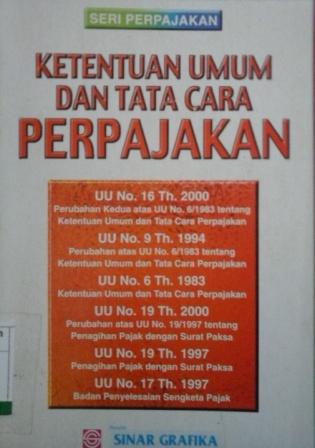 SERI PERPAJAKAN
KETENTUAN UMUM
DAN TATA CARA
PERPAJAKAN
UU No. 16 Th. 2000
Perubahan Kedua atas UU No. 6/1983 tentang
Ketentuan Umum dan Tata Cara Perpajakan
UU No. 9 Th. 1994
Perubahan atas UU No. 6/1983 tentang
Ketentuan Umum dan Tata Cara Perpajakan
UU No. 6 Th. 1983
Ketentuan Umum dan Tata Cara Perpajakan
UU No. 19 Th. 2000
Perubahan atas UU No. 19/1997 tentang
Penagihan Pajak dengan Surat Paksa
UU No. 19 Th. 1997
Penagihan Pajak dengan Surat Paksa
UU No. 17 Th. 1997
Badan Penyelesaian Sengketa Pajak
Penerbit
SINAR GRAFIKA